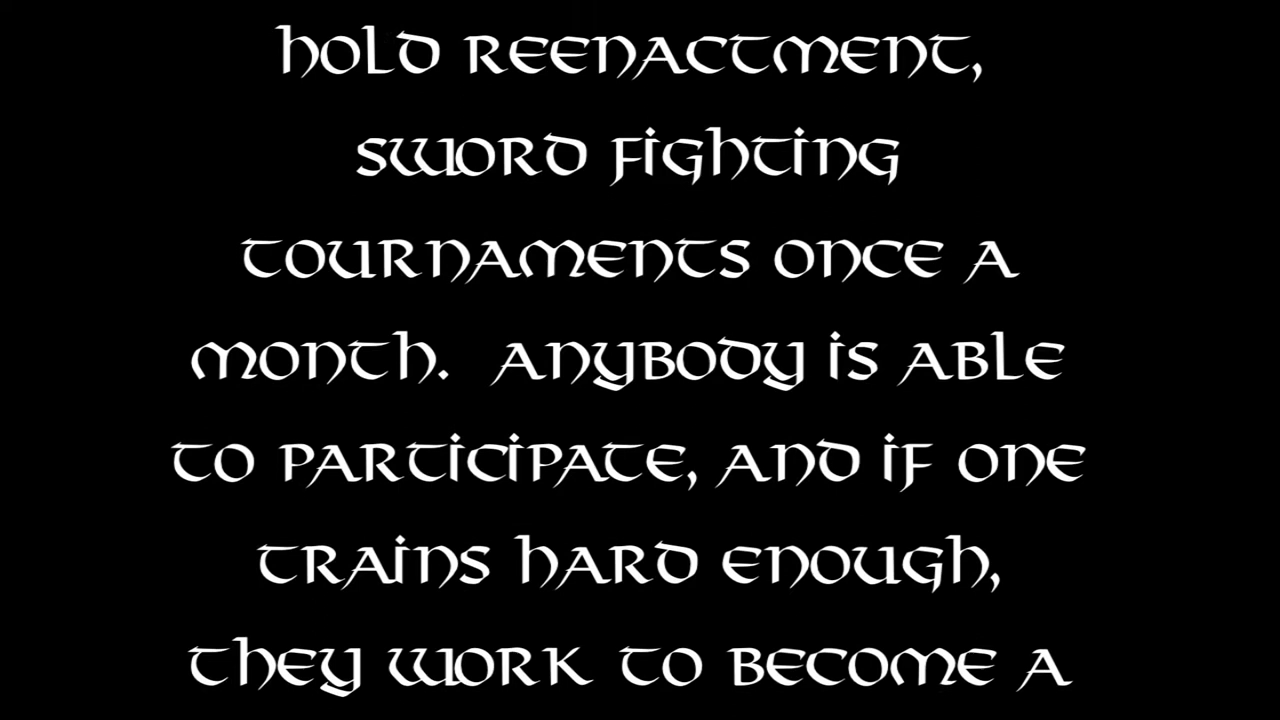 hold reenactment,
sword fighting
tournaments once a
month. Anybody is able
to participate, and if one
trains hard enough,
they work to become a